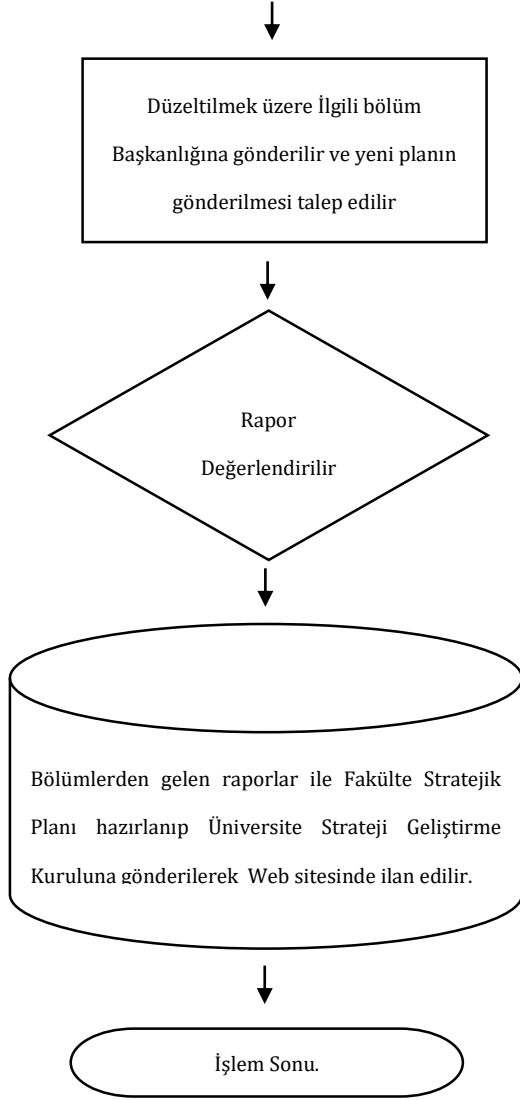 Düzeltilmek üzere İlgili bölüm
Başkanlığına gönderilir ve yeni planın
gönderilmesi talep edilir
Rapor
Değerlendirilir
Bölümlerden gelen raporlar ile Fakülte Stratejik
Planı hazırlanıp Üniversite Strateji Geliştirme
Kuruluna gönderilerek Web sitesinde ilan edilir.
İşlem Sonu.